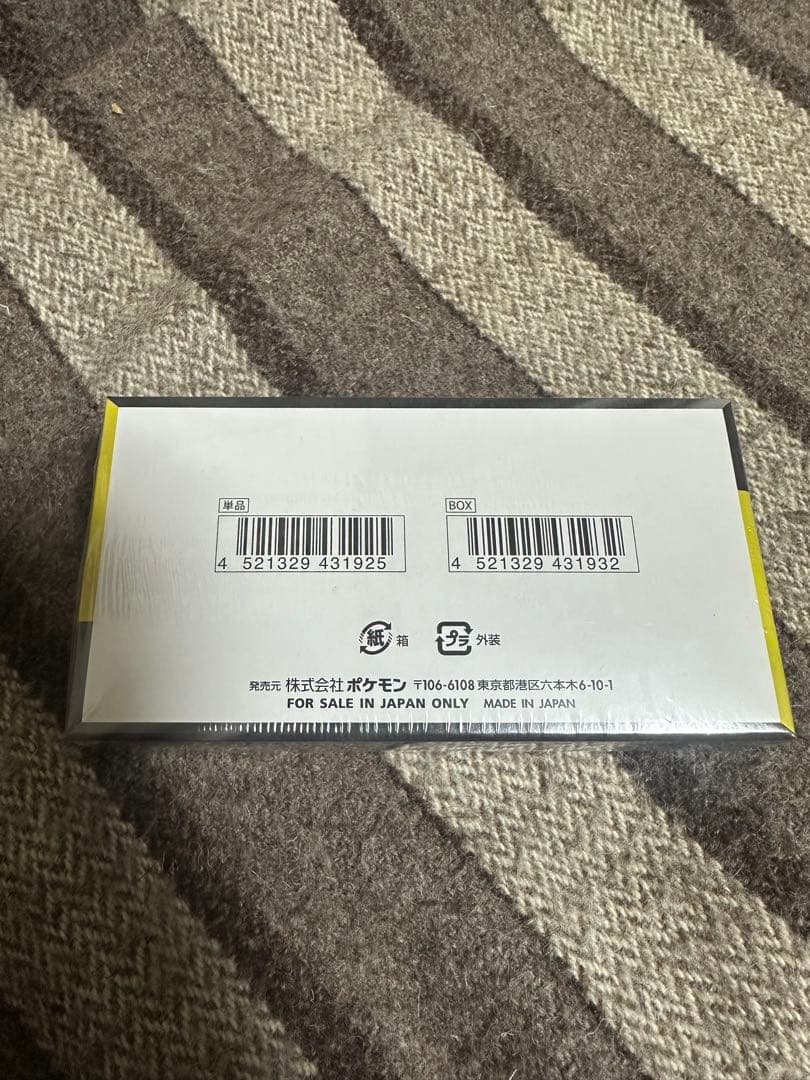 単品
BOX
4 521329 431925
4 521329 431932
紙 箱
プラ 外装
発売元 株式会社 ポケモン 〒106-6108 東京都港区六本木6-10-1
FOR SALE IN JAPAN ONLY MADE IN JAPAN